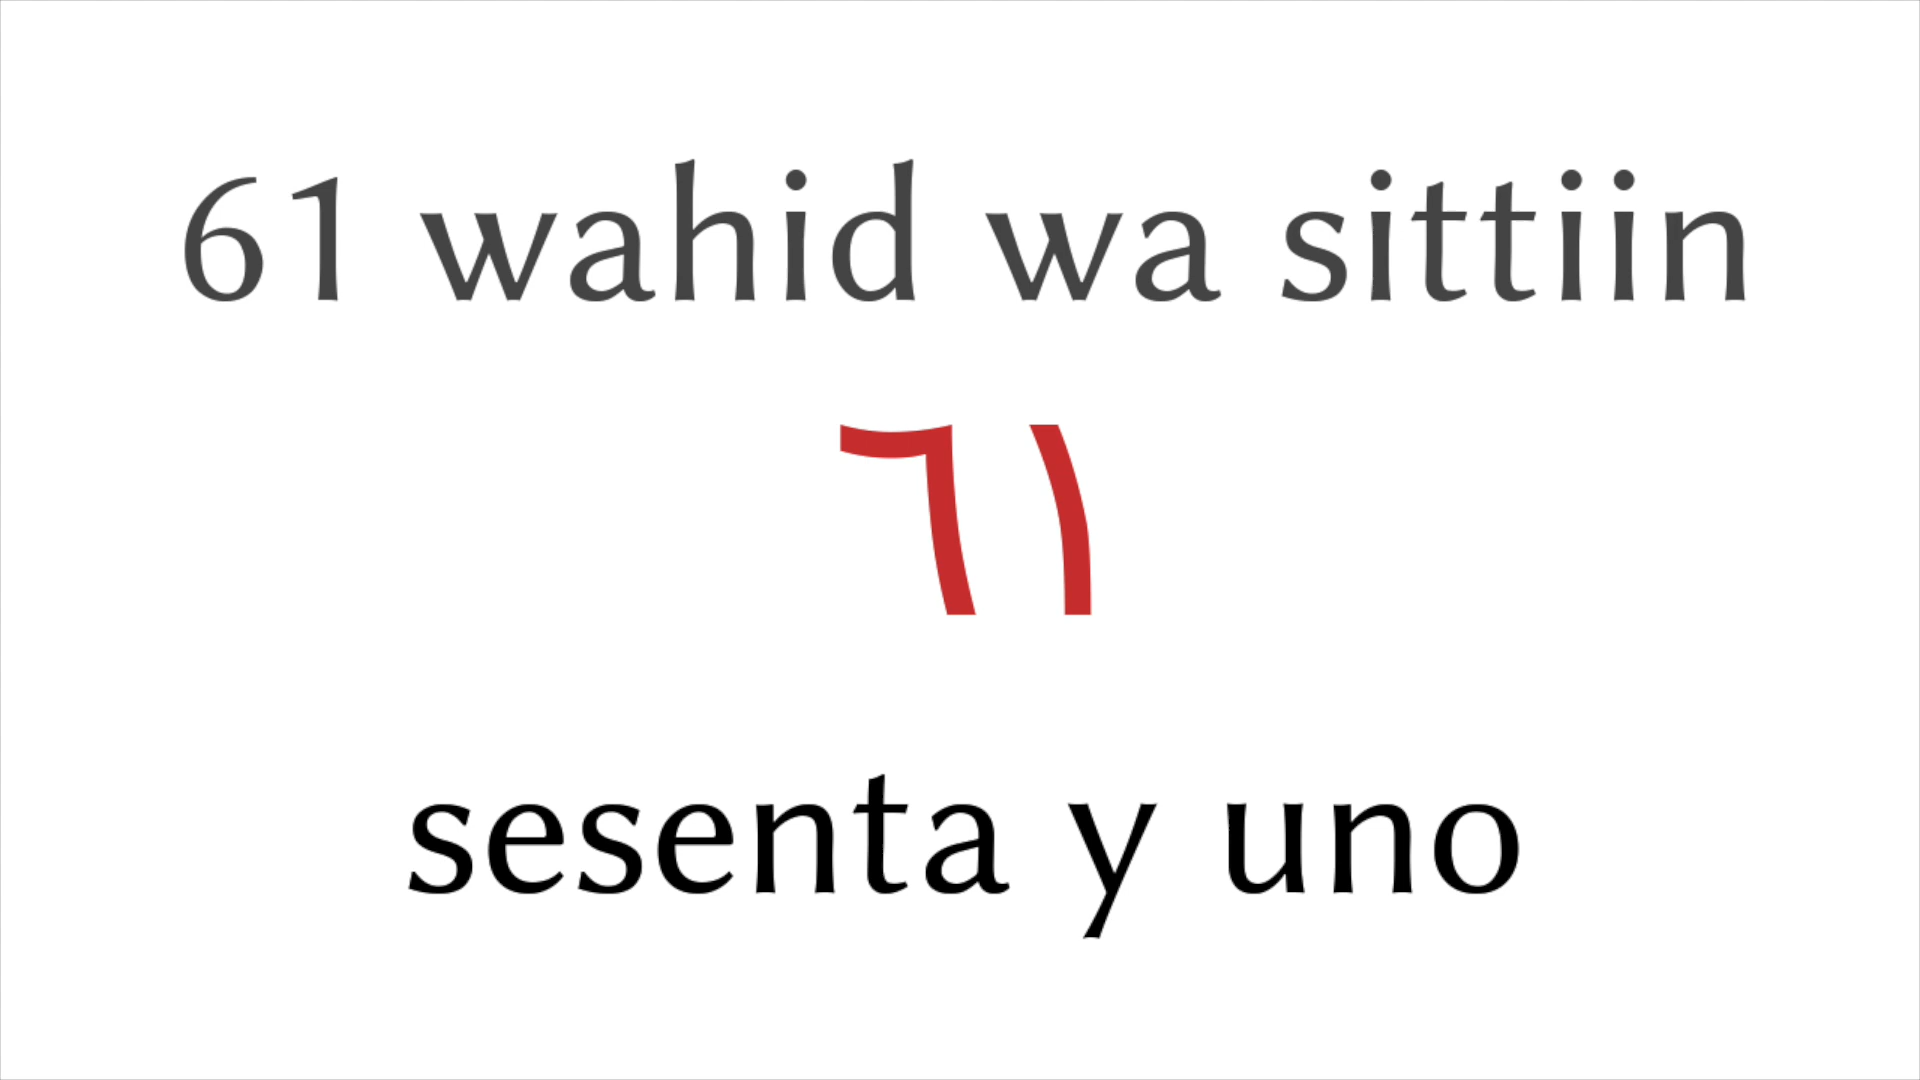 61 wahid wa sittiin
٦١
sesenta y uno